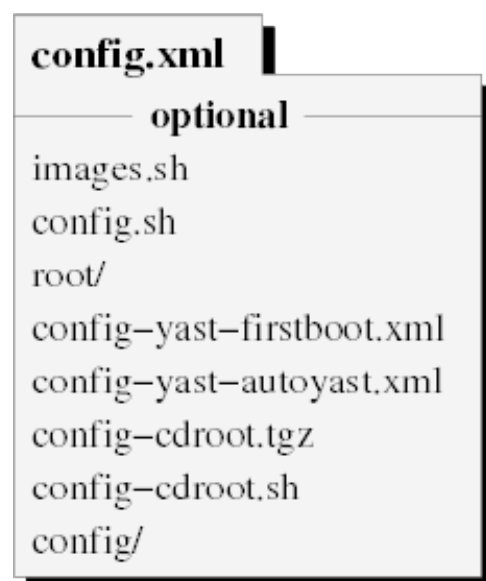 config.xml
optional
images.sh
config.sh
root/
config–yast–firstboot.xml
config–yast–autoyast.xml
config–cdroot.tgz
config–cdroot.sh
config/